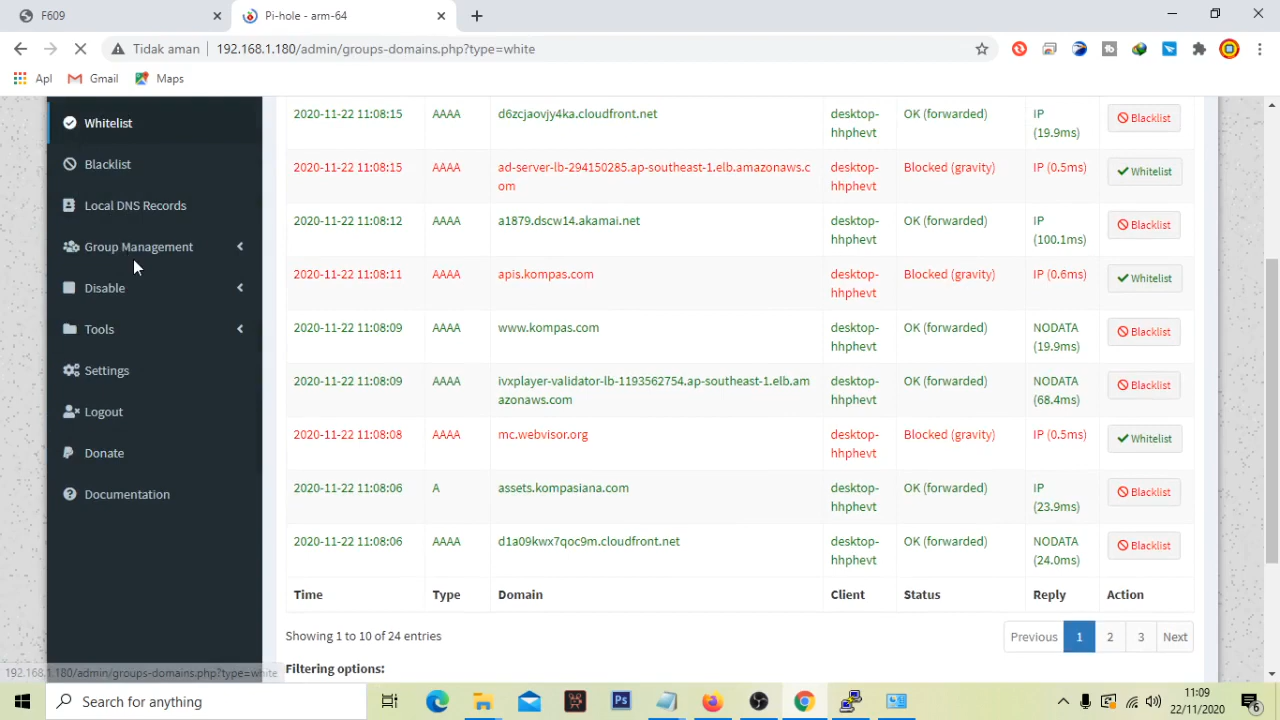 F609
Pi-hole - arm-64
Tidak aman
192.168.1.180/admin/groups-domains.php?type=white
Apl
Gmail
Maps
Whitelist
Blacklist
Local DNS Records
Group Management
Disable
Tools
Settings
Logout
Donate
Documentation
2020-11-22 11:08:15 AAAA d6zcjaovjy4ka.cloudfront.net desktop- OK (forwarded) IP Blacklist
hhphevt (19.9ms)
2020-11-22 11:08:15 AAAA ad-server-lb-294150285.ap-southeast-1.elb.amazonaws.c desktop- Blocked (gravity) IP (0.5ms) Whitelist
om hhphevt
2020-11-22 11:08:12 AAAA a1879.dscw14.akamai.net desktop- OK (forwarded) IP Blacklist
hhphevt (100.1ms)
2020-11-22 11:08:11 AAAA apis.kompas.com desktop- Blocked (gravity) IP (0.6ms) Whitelist
hhphevt
2020-11-22 11:08:09 AAAA www.kompas.com desktop- OK (forwarded) NODATA Blacklist
hhphevt (19.9ms)
2020-11-22 11:08:09 AAAA ivxplayer-validator-lb-1193562754.ap-southeast-1.elb.am desktop- OK (forwarded) NODATA Blacklist
azonaws.com hhphevt (68.4ms)
2020-11-22 11:08:08 AAAA mc.webvisor.org desktop- Blocked (gravity) IP (0.5ms) Whitelist
hhphevt
2020-11-22 11:08:06 A assets.kompasiana.com desktop- OK (forwarded) IP Blacklist
hhphevt (23.9ms)
2020-11-22 11:08:06 AAAA d1a09kwx7qoc9m.cloudfront.net desktop- OK (forwarded) NODATA Blacklist
hhphevt (24.0ms)
Time Type Domain Client Status Reply Action
Showing 1 to 10 of 24 entries
Previous 1 2 3 Next
Filtering options:
192.168.1.180/admin/groups-domains.php?type=white
Search for anything
Ps
11:09
22/11/2020
6